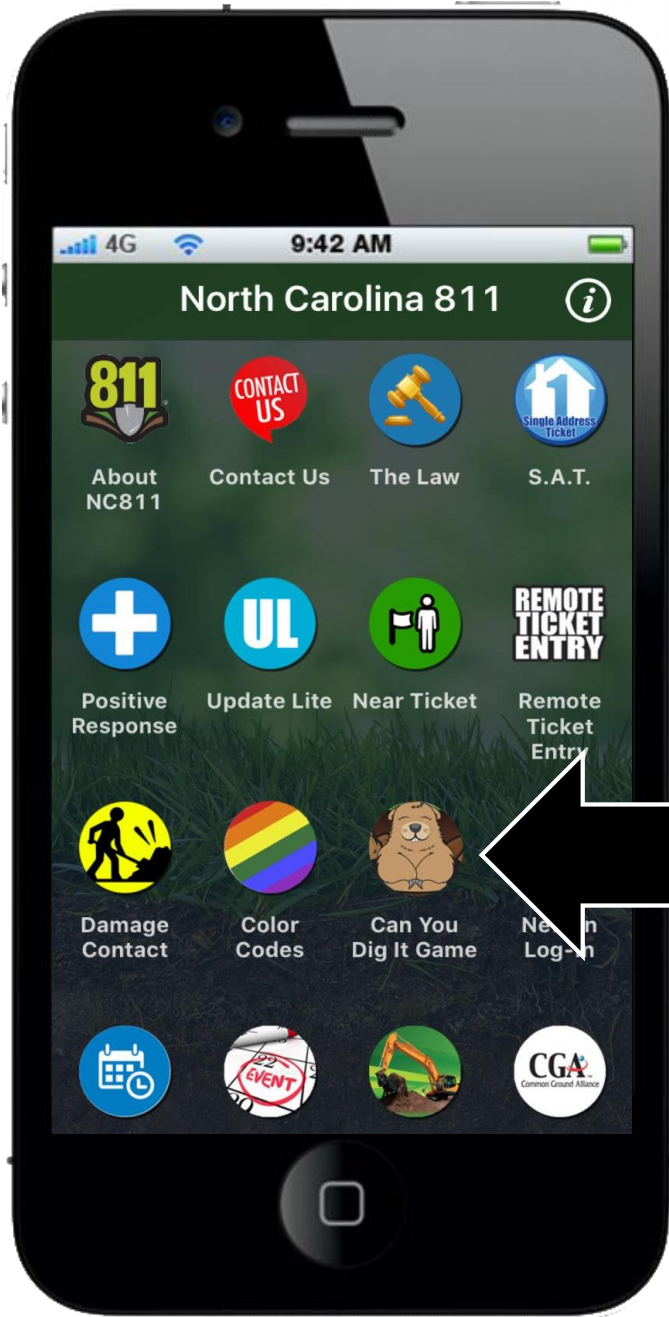 4G 9:42 AM
North Carolina 811 i
811
CONTACT
US
1
Single Address
Ticket
About
NC811
Contact Us
The Law
S.A.T.
UL
REMOTE
TICKET
ENTRY
Positive
Response
Update Lite
Near Ticket
Remote
Ticket
Entry
Damage
Contact
Color
Codes
Can You
Dig It Game
Log-In
22
EVENT
CGA
Common Ground Alliance